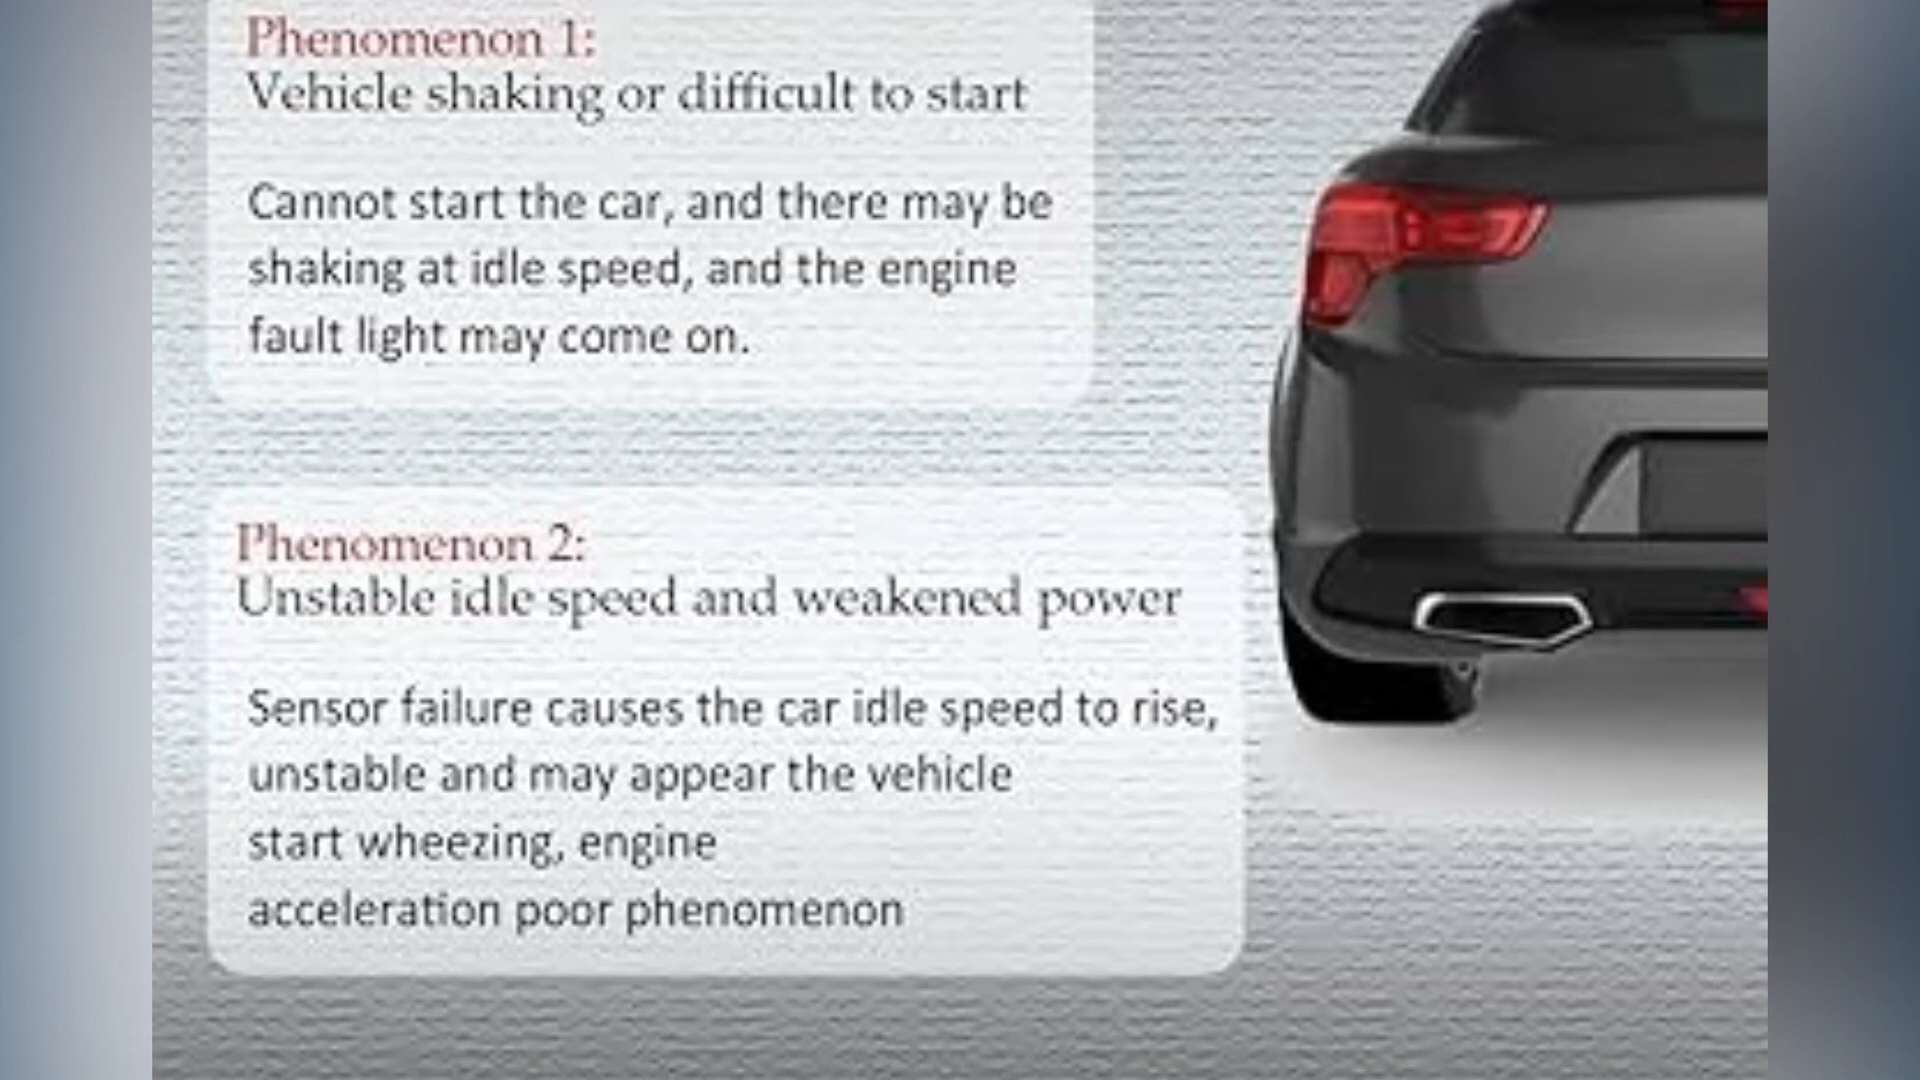 Phenomenon 1:
Vehicle shaking or difficult to start
Cannot start the car, and there may be
shaking at idle speed, and the engine
fault light may come on.
Phenomenon 2:
Unstable idle speed and weakened power
Sensor failure causes the car idle speed to rise,
unstable and may appear the vehicle
start wheezing, engine
acceleration poor phenomenon